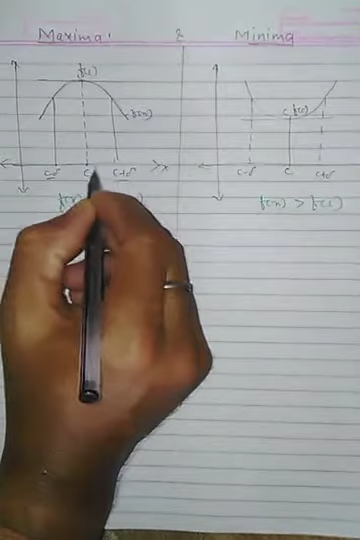 Maxima & Minima
f(c)
f(x)
c-δ c c+δ x
c f(c)
c-δ c c+δ
f(x) > f(c)